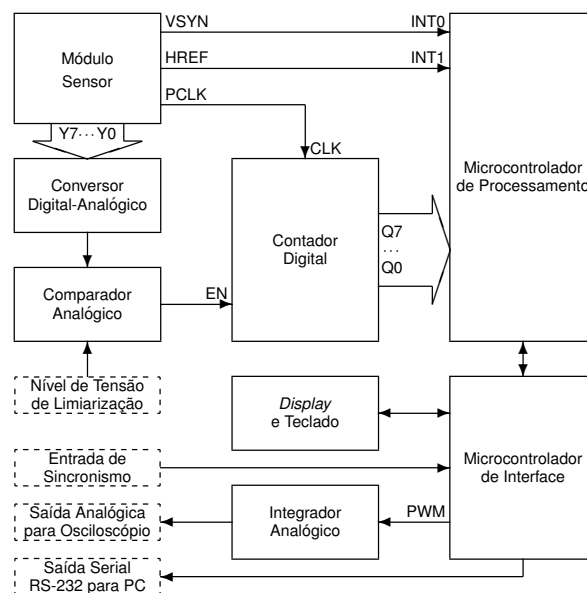 VSYN
INT0
Módulo
Sensor
HREF
INT1
PCLK
Y7···Y0
CLK
Conversor
Digital-Analógico
Microcontrolador
de Processamento
Contador
Digital
Q7
...
Q0
Comparador
Analógico
EN
Nível de Tensão
de Limiarização
Display
e Teclado
Entrada de
Sincronismo
Microcontrolador
de Interface
Saída Analógica
para Osciloscópio
Integrador
Analógico
PWM
Saída Serial
RS-232 para PC